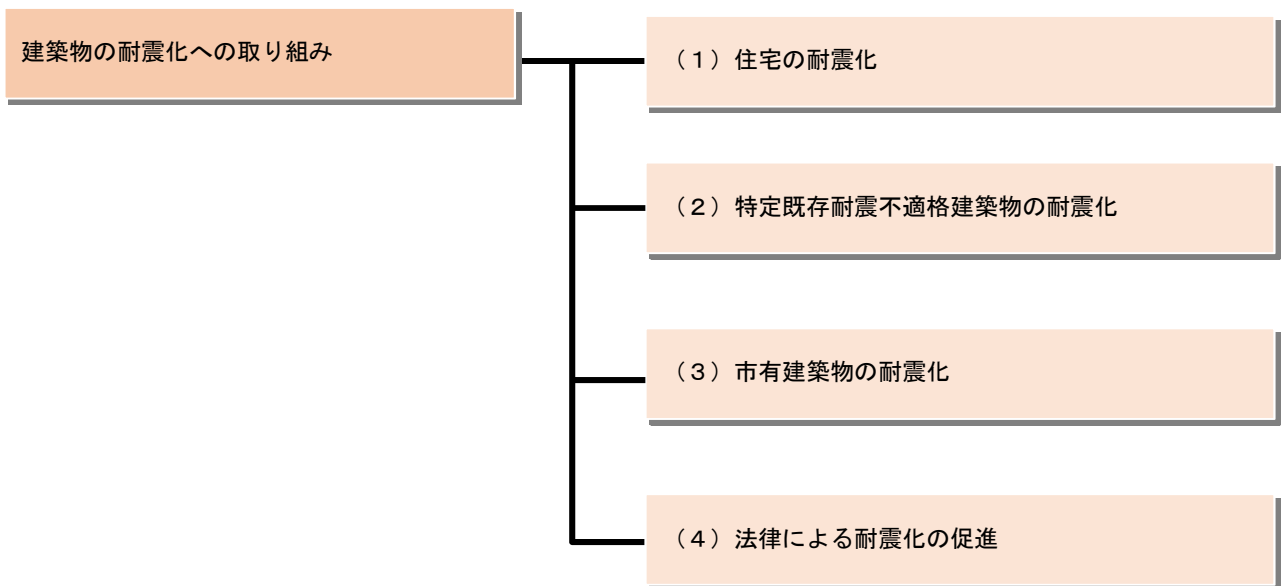 建築物の耐震化への取り組み
（１）住宅の耐震化
（２）特定既存耐震不適格建築物の耐震化
（３）市有建築物の耐震化
（４）法律による耐震化の促進